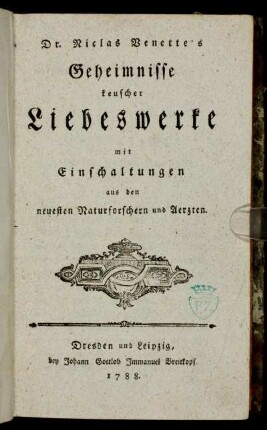 Dr. Niclas Venette's
Geheimnisse
keuscher
Liebeswerke
mit
Einschaltungen
aus den
neuesten Naturforschern und Aerzten.
Dresden und Leipzig,
bey Johann Gottlob Immanuel Breitkopf.
1788.